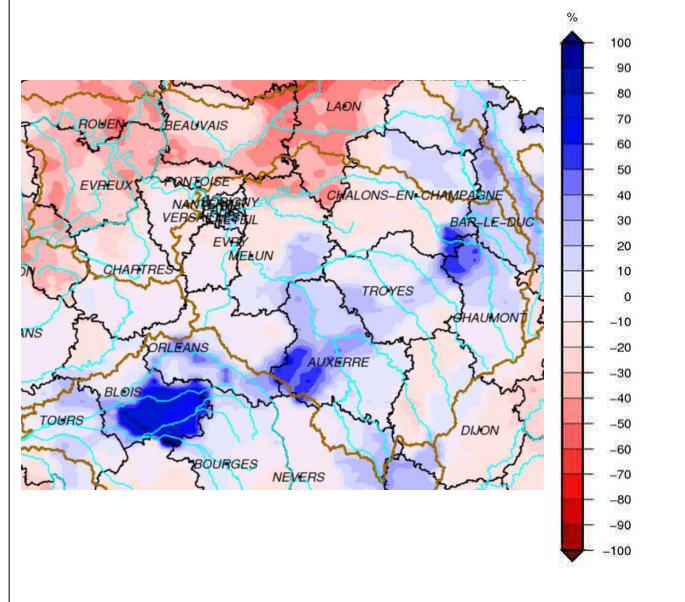 %
100
90
80
70
60
50
40
30
20
10
0
-10
-20
-30
-40
-50
-60
-70
-80
-90
-100
LAON
ROUEN
BEAUVAIS
EVREUX
PONTOISE
CHALONS-EN-CHAMPAGNE
BAR-LE-DUC
EVRY
MELUN
ON
CHARTRES
TROYES
CHAUMONT
ANS
ORLEANS
AUXERRE
BLOIS
TOURS
DIJON
BOURGES
NEVERS